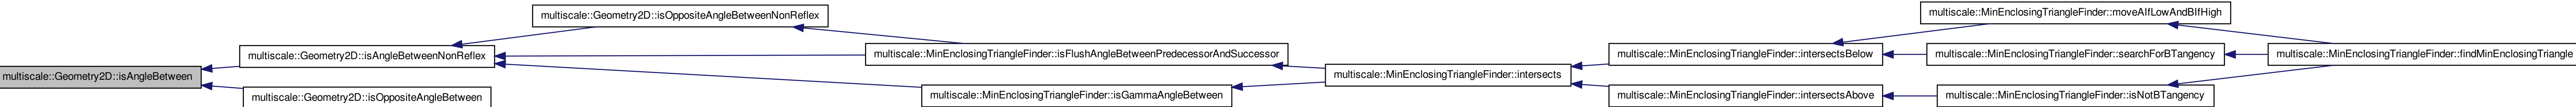 multiscale::Geometry2D::isAngleBetween
multiscale::Geometry2D::isAngleBetweenNonReflex
multiscale::Geometry2D::isOppositeAngleBetween
multiscale::Geometry2D::isOppositeAngleBetweenNonReflex
multiscale::MinEnclosingTriangleFinder::isFlushAngleBetweenPredecessorAndSuccessor
multiscale::MinEnclosingTriangleFinder::isGammaAngleBetween
multiscale::MinEnclosingTriangleFinder::intersects
multiscale::MinEnclosingTriangleFinder::intersectsBelow
multiscale::MinEnclosingTriangleFinder::intersectsAbove
multiscale::MinEnclosingTriangleFinder::moveAIfLowAndBIfHigh
multiscale::MinEnclosingTriangleFinder::searchForBTangency
multiscale::MinEnclosingTriangleFinder::isNotBTangency
multiscale::MinEnclosingTriangleFinder::findMinEnclosingTriangle